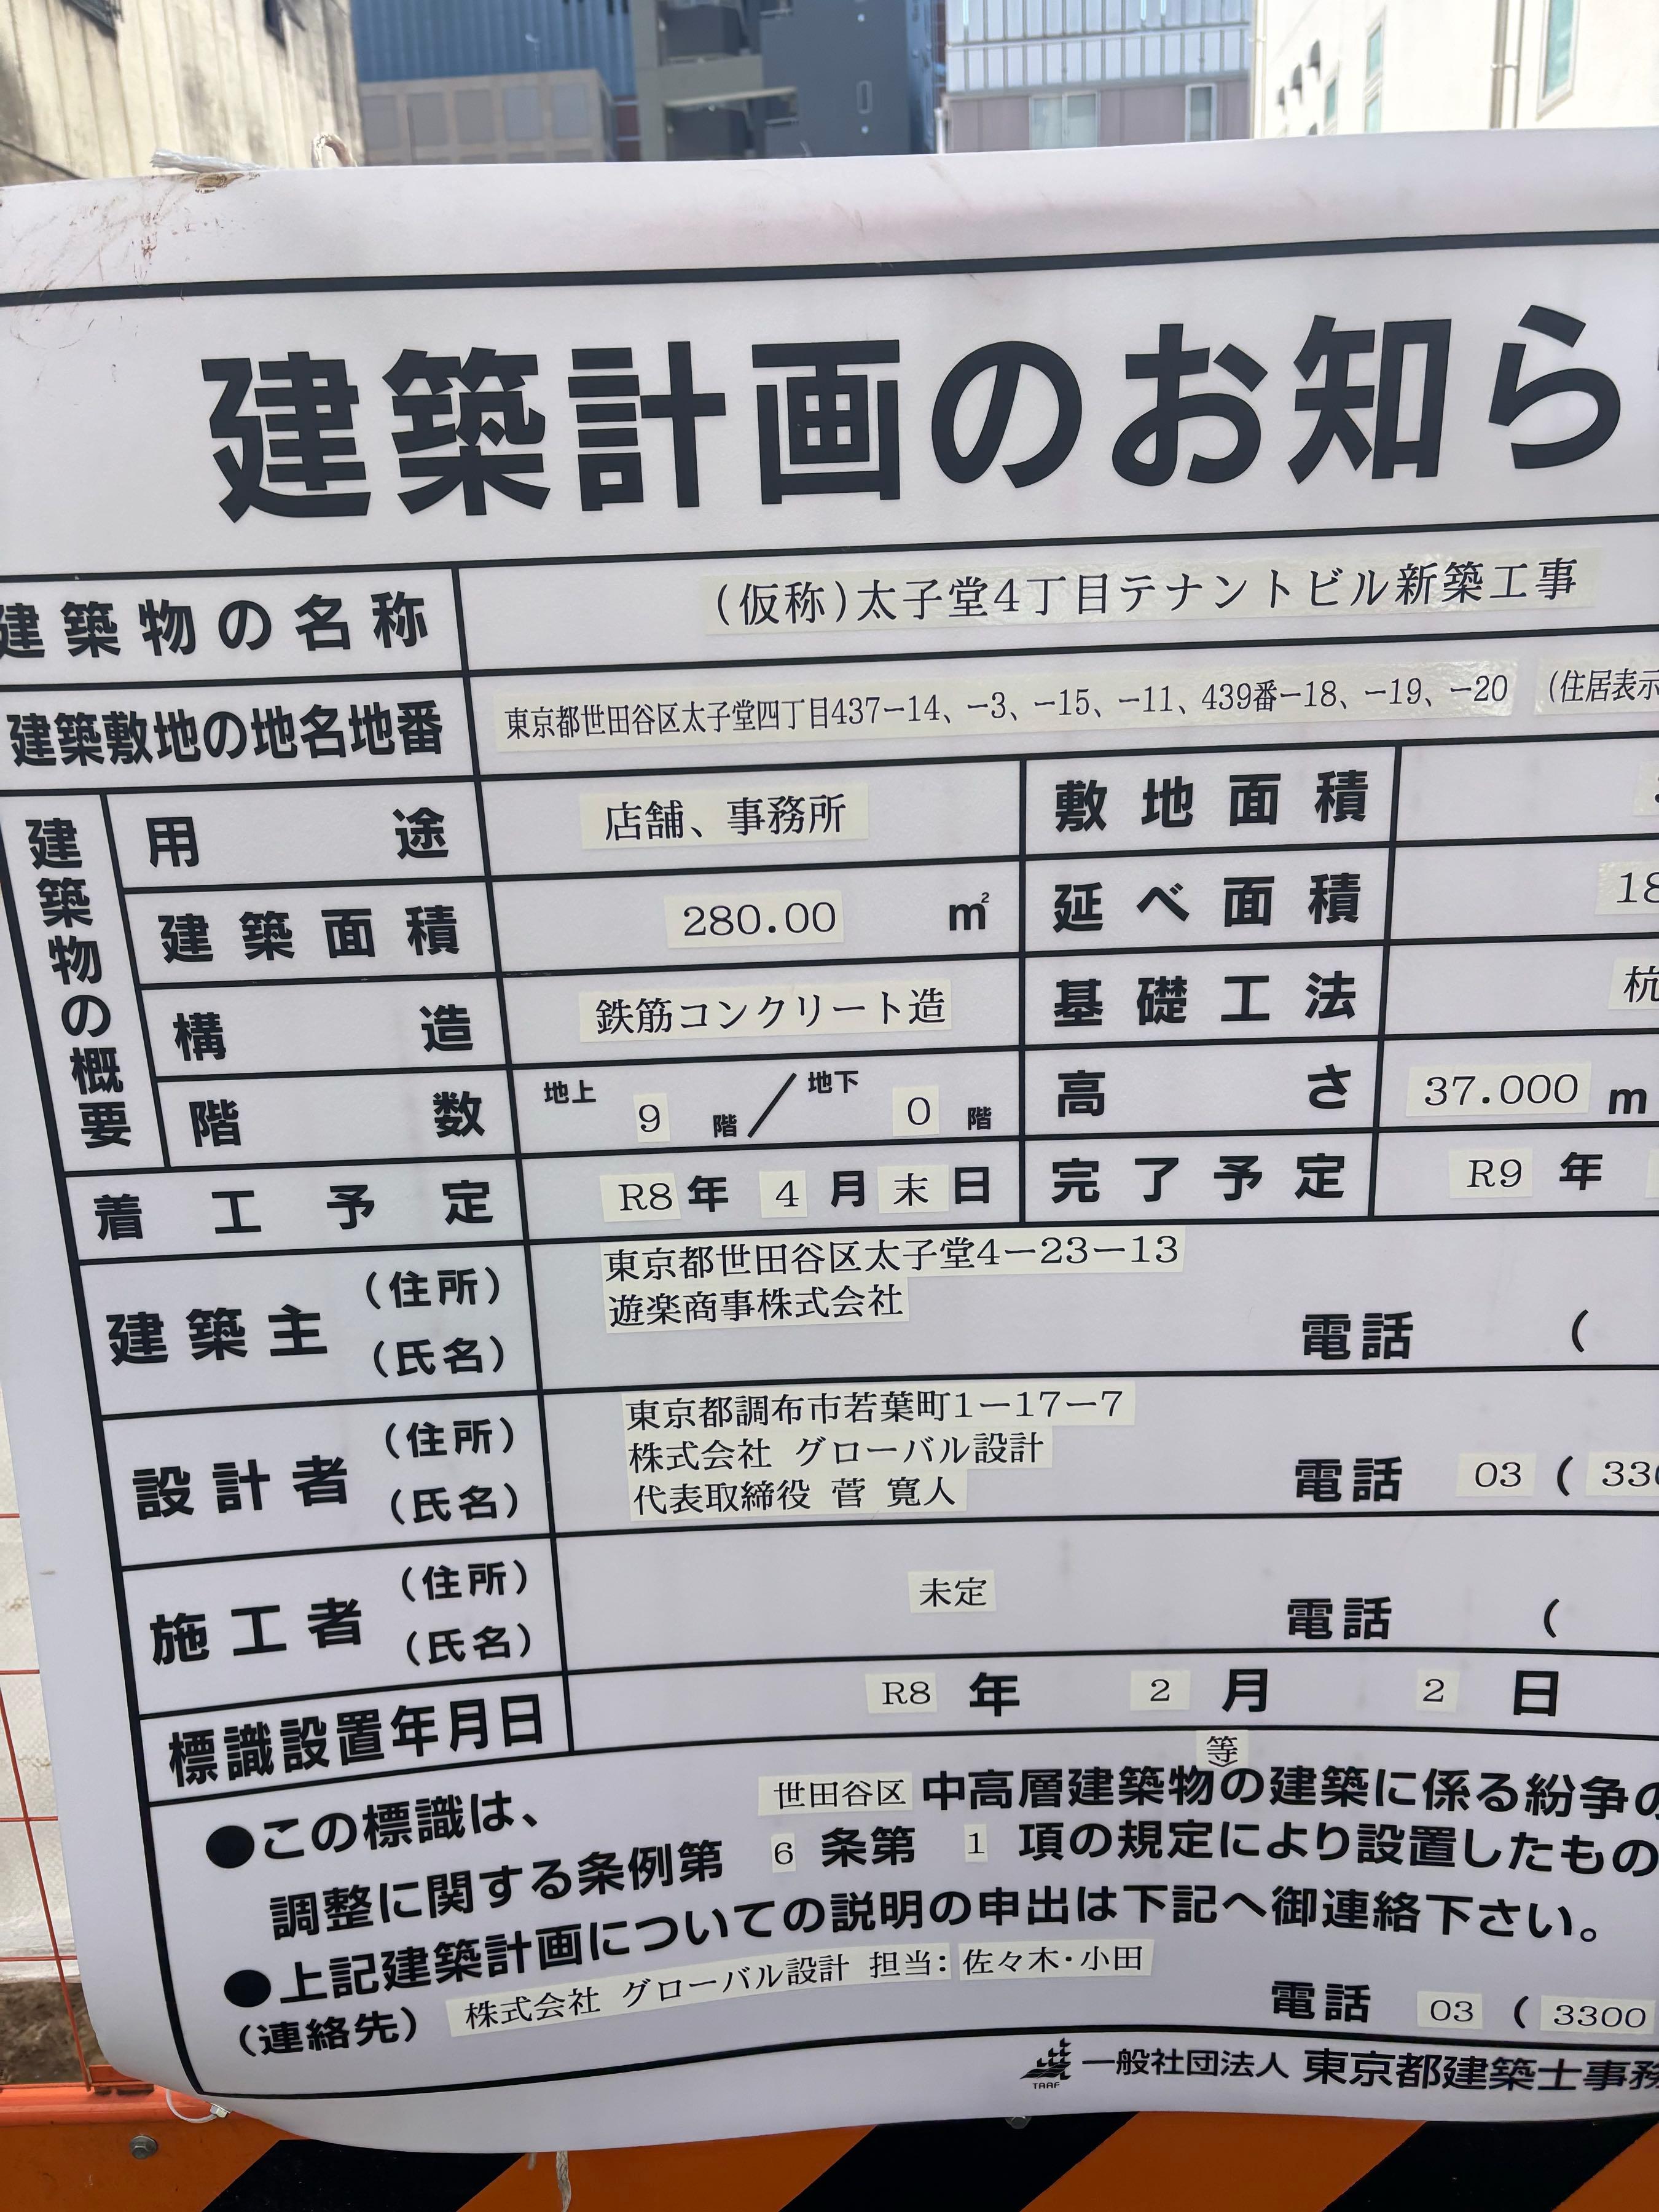 建築計画のお知ら
建築物の名称 (仮称)太子堂4丁目テナントビル新築工事
建築敷地の地名地番 東京都世田谷区太子堂四丁目437-14、-3、-15、-11、439番-18、-19、-20 (住居表示
建築物の概要
用途 店舗、事務所 敷地面積
建築面積 280.00 ㎡ 延べ面積 18
構造 鉄筋コンクリート造 基礎工法 杭
階数 地上 9 階/地下 0 階 高さ 37.000 m
着工予定 R8年 4 月 末 日 完了予定 R9 年
建築主 (住所) 東京都世田谷区太子堂4-23-13
(氏名) 遊楽商事株式会社 電話 (
設計者 (住所) 東京都調布市若葉町1-17-7
株式会社 グローバル設計
(氏名) 代表取締役 菅 寛人 電話 03 ( 330
施工者 (住所) 未定
(氏名) 電話 (
標識設置年月日 R8 年 2 月 2 日
等
●この標識は、 世田谷区 中高層建築物の建築に係る紛争の
調整に関する条例第 6 条第 1 項の規定により設置したもの
●上記建築計画についての説明の申出は下記へ御連絡下さい。
(連絡先) 株式会社 グローバル設計 担当: 佐々木・小田 電話 03 ( 3300
TAAF 一般社団法人 東京都建築士事務